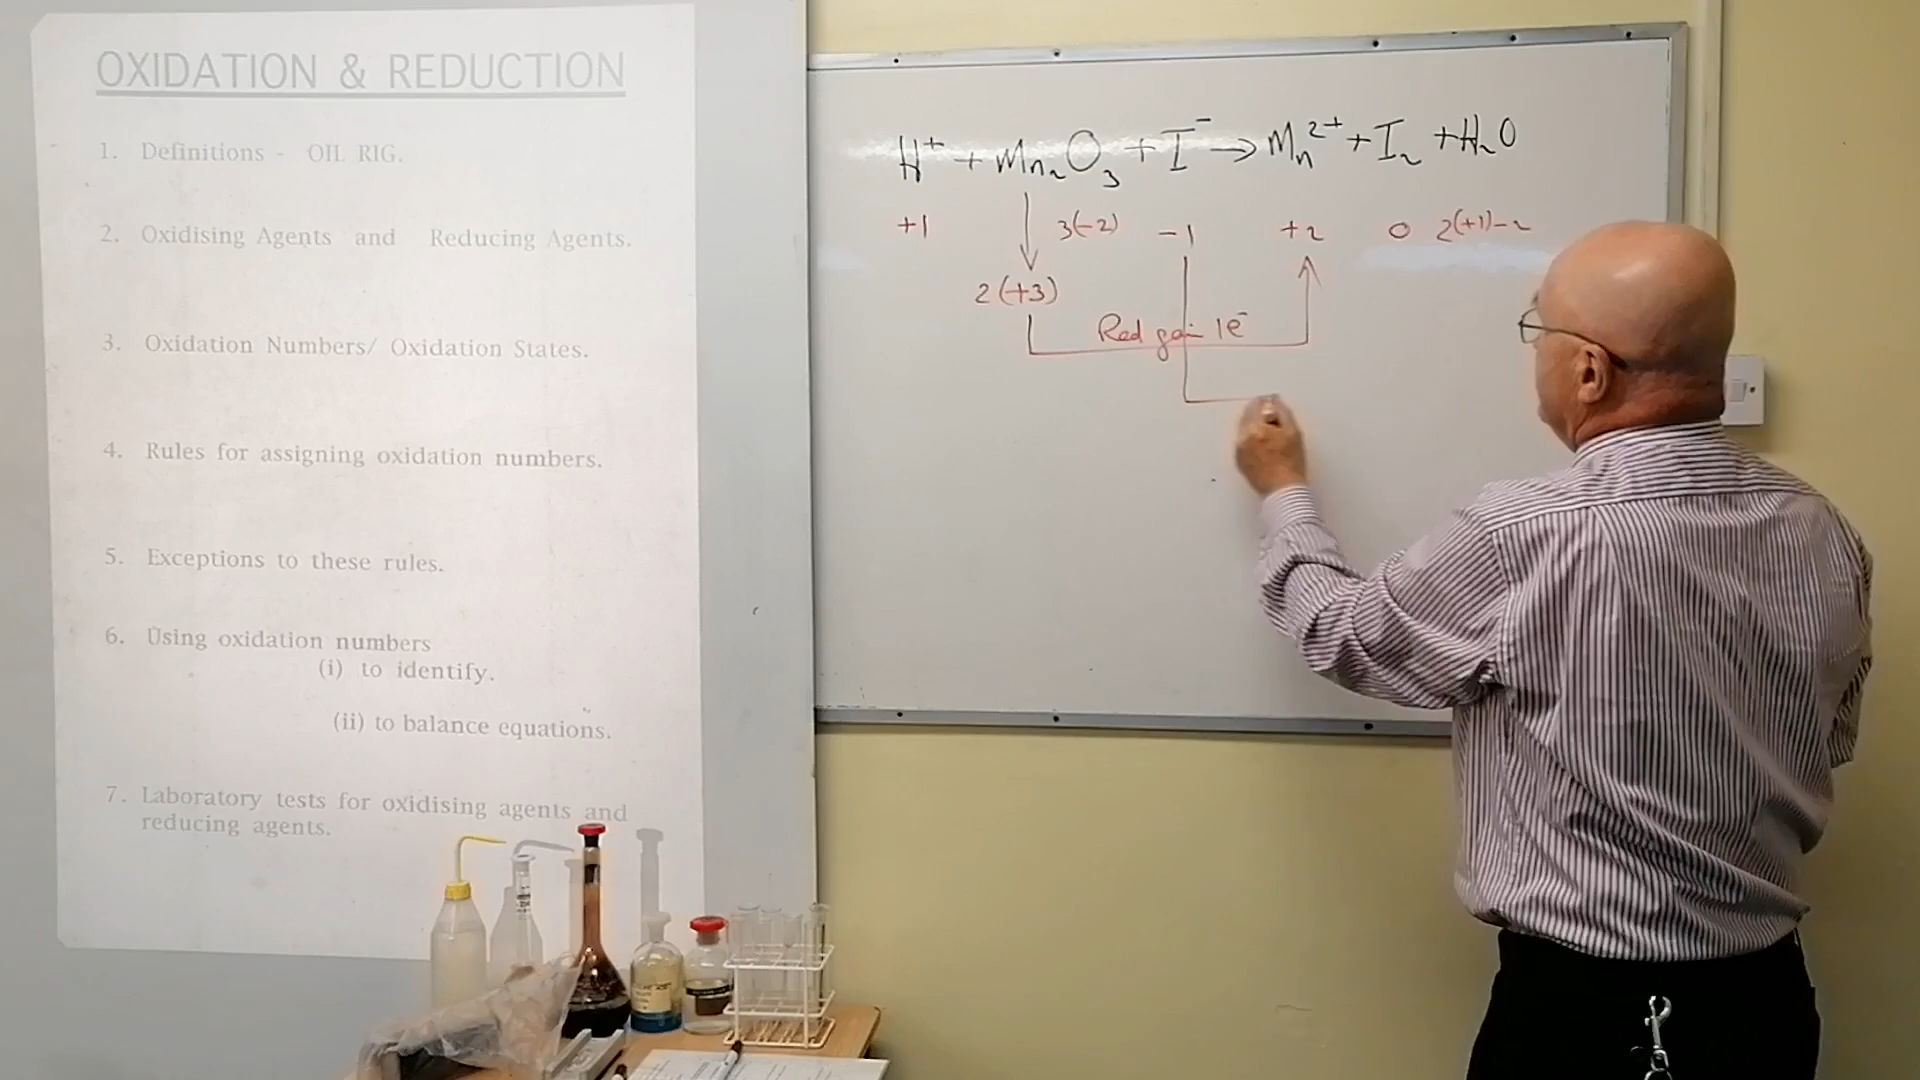 OXIDATION & REDUCTION
1. Definitions - OIL RIG.
2. Oxidising Agents and Reducing Agents.
3. Oxidation Numbers/ Oxidation States.
4. Rules for assigning oxidation numbers.
5. Exceptions to these rules.
6. Using oxidation numbers
(i) to identify.
(ii) to balance equations.
7. Laboratory tests for oxidising agents and
reducing agents.
H⁺ + Mn₂O₃ + I⁻ → Mn²⁺ + I₂ + H₂O
+1 3(-2) -1 +2 0 2(+1)-2
2(+3)
Red gain 1e⁻